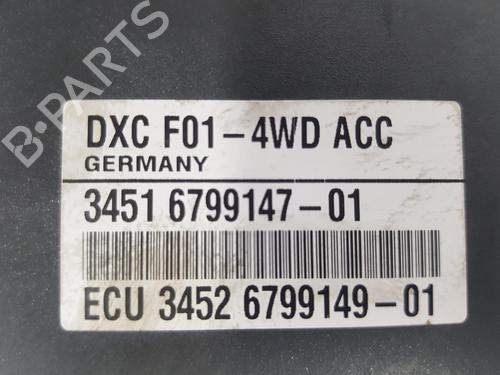 B-PARTS
DXC F01-4WD ACC
GERMANY
3451 6799147-01
ECU 3452 6799149-01